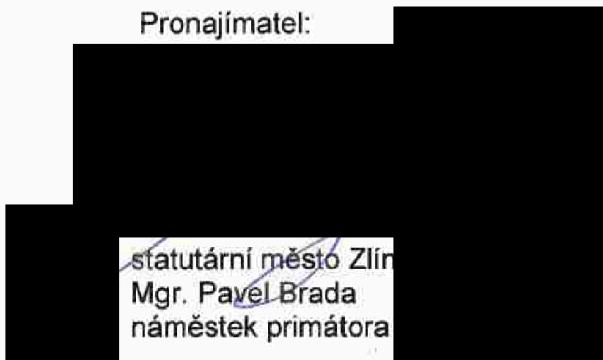 Pronajímatel:
statutární město Zlín
Mgr. Pavel Brada
náměstek primátora